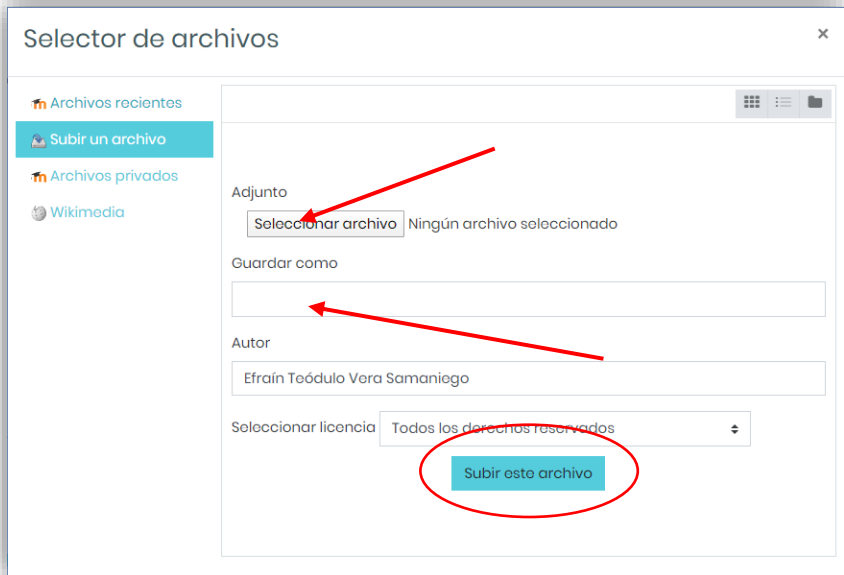 Selector de archivos
×
Archivos recientes
Subir un archivo
Archivos privados
Wikimedia
Adjunto
Seleccionar archivo Ningún archivo seleccionado
Guardar como
Autor
Efraín Teódulo Vera Samaniego
Seleccionar licencia Todos los derechos reservados
Subir este archivo